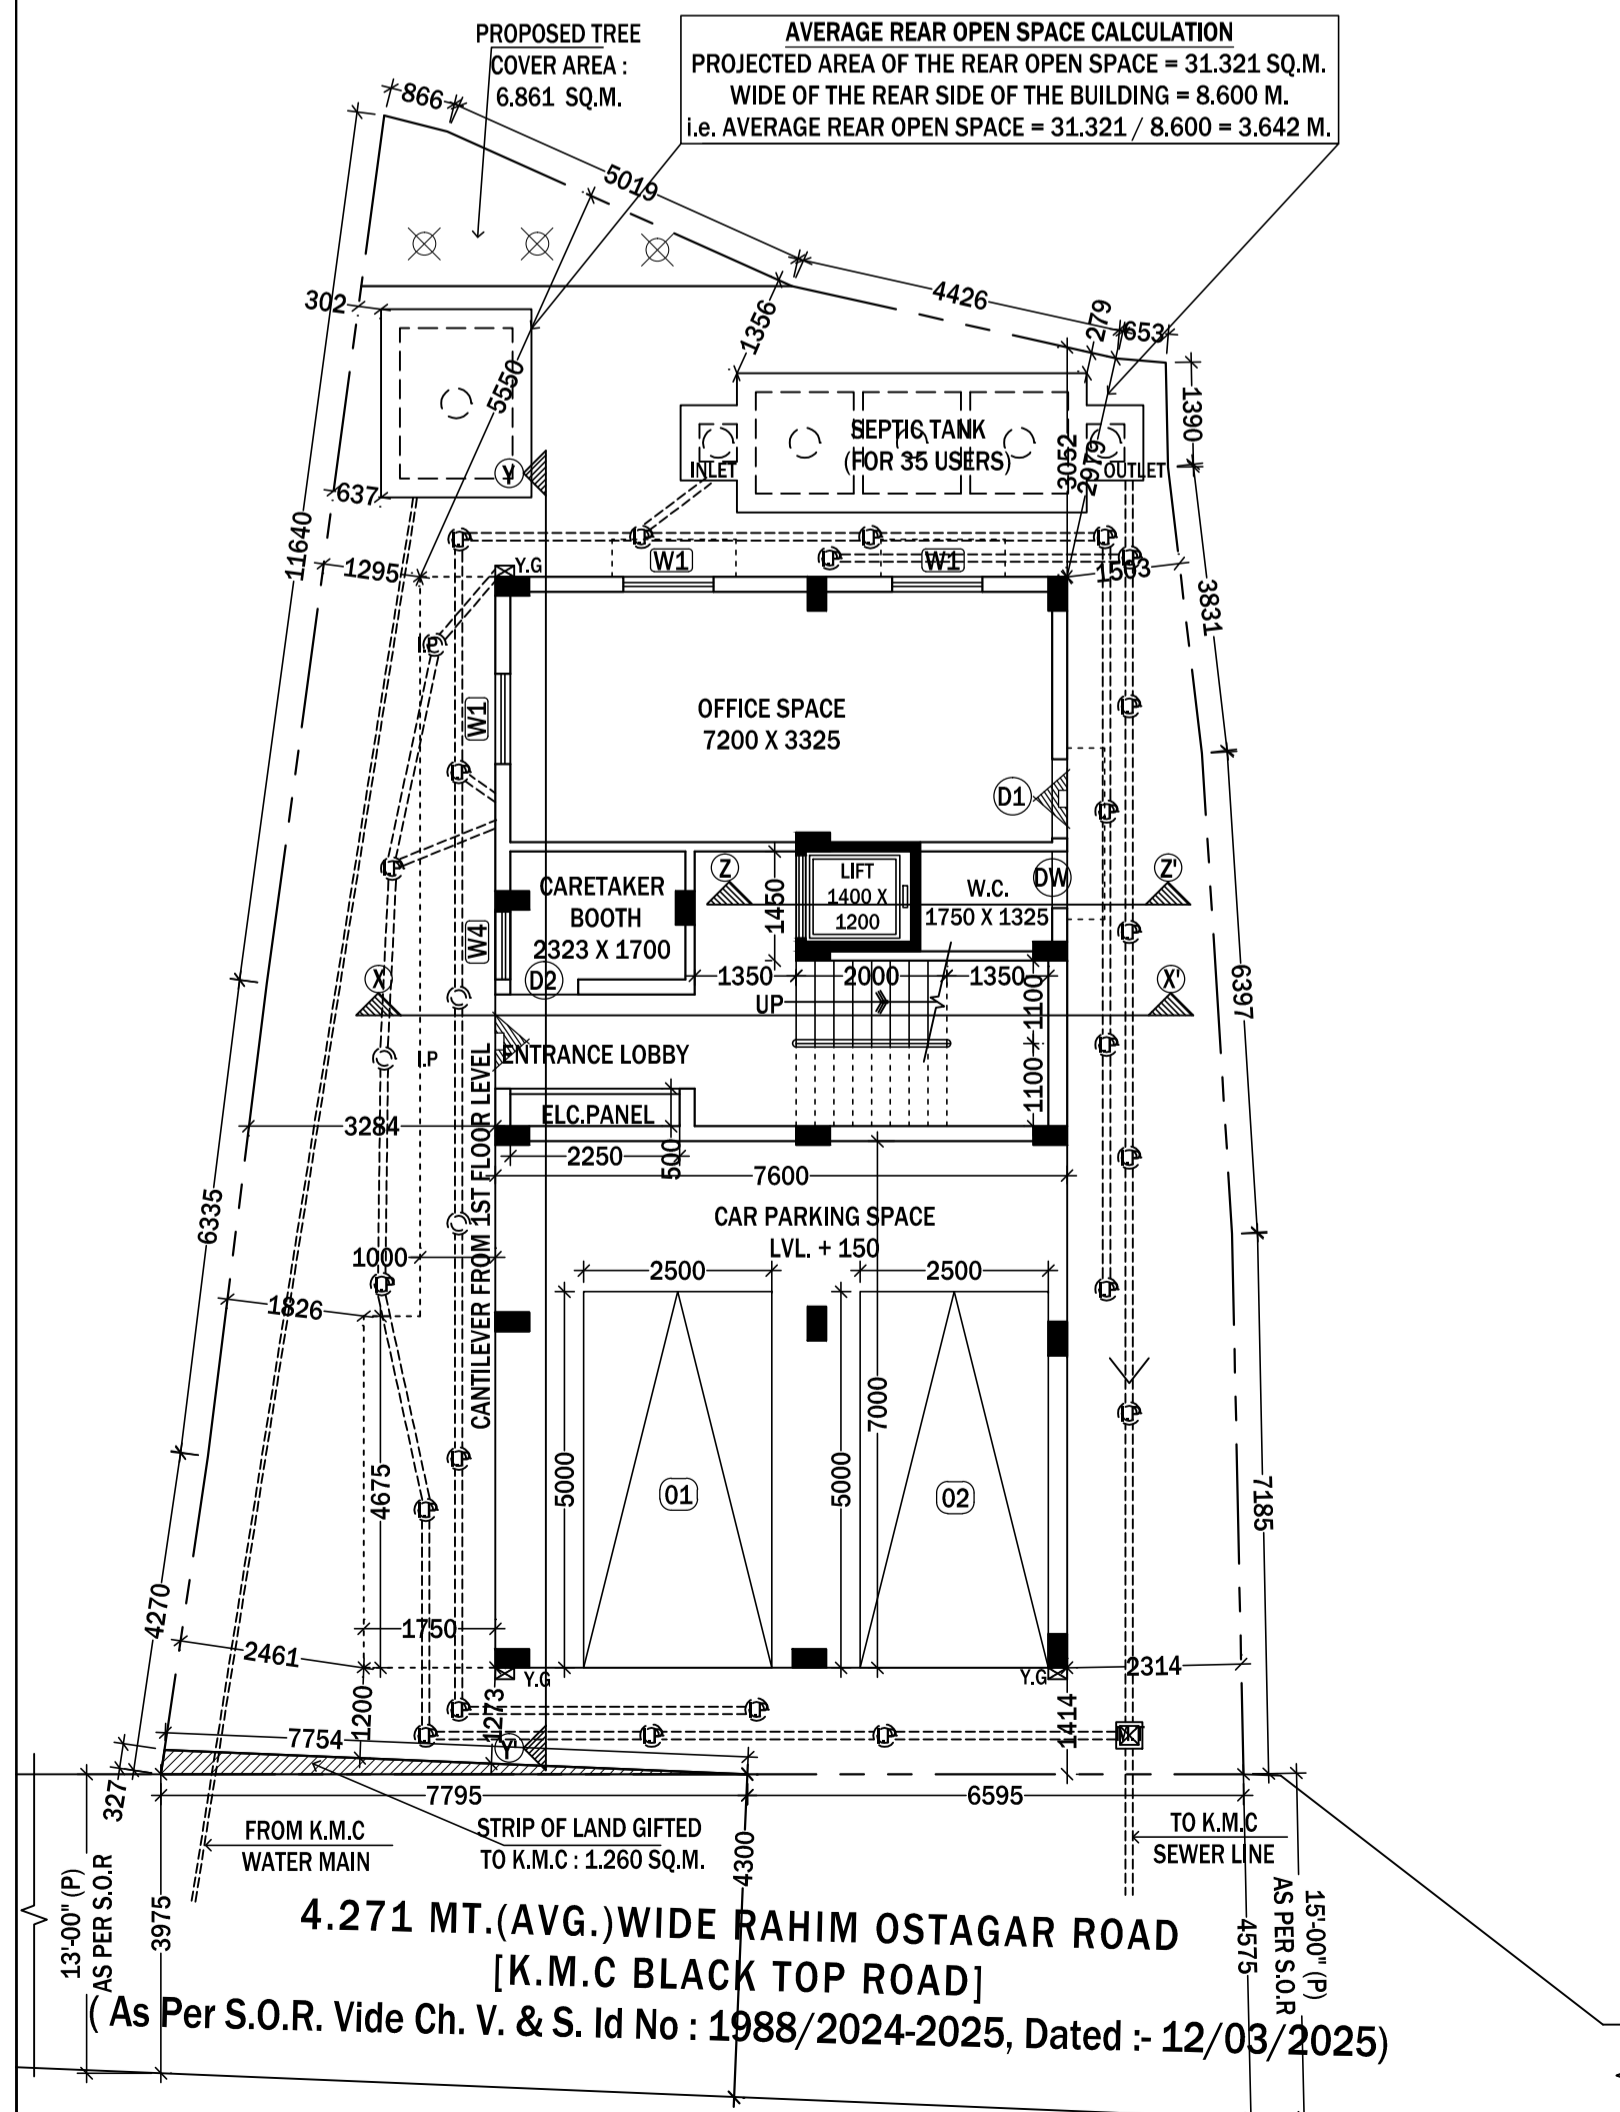 PROPOSED TREE
COVER AREA :
6.861 SQ.M.
AVERAGE REAR OPEN SPACE CALCULATION
PROJECTED AREA OF THE REAR OPEN SPACE = 31.321 SQ.M.
WIDE OF THE REAR SIDE OF THE BUILDING = 8.600 M.
i.e. AVERAGE REAR OPEN SPACE = 31.321 / 8.600 = 3.642 M.
866
5019
4426
653
279
1356
302
5550
1390
SEPTIC TANK
(FOR 35 USERS)
INLET
OUTLET
3052
2979
Y
637
11640
1295
Y.G
W1
W1
1503
3831
I.P
I.P
I.P
I.P
I.P
I.P
I.P
W1
OFFICE SPACE
7200 X 3325
I.P
I.P
D1
I.P
I.P
Z
LIFT
1400 X
1200
W.C.
1750 X 1325
DW
Z'
CARETAKER
BOOTH
2323 X 1700
1450
W4
D2
I.P
X
1350
2000
1350
X'
UP
1100
6397
ENTRANCE LOBBY
I.P
I.P
1100
ELC.PANEL
3284
2250
500
I.P
7600
CANTILEVER FROM 1ST FLOOR LEVEL
6335
CAR PARKING SPACE
LVL. + 150
1000
2500
2500
I.P
I.P
1826
7000
I.P
4675
5000
5000
I.P
01
02
7185
I.P
4270
1750
2461
2314
Y.G
Y.G
1200
1273
1414
I.P
I.P
I.P
I.P
I.P
7754
Y'
327
7795
6595
FROM K.M.C
WATER MAIN
STRIP OF LAND GIFTED
TO K.M.C : 1.260 SQ.M.
4300
TO K.M.C
SEWER LINE
13'-00" (P)
AS PER S.O.R
3975
4575
AS PER S.O.R
15'-00" (P)
4.271 MT.(AVG.)WIDE RAHIM OSTAGAR ROAD
[K.M.C BLACK TOP ROAD]
( As Per S.O.R. Vide Ch. V. & S. Id No : 1988/2024-2025, Dated :- 12/03/2025)